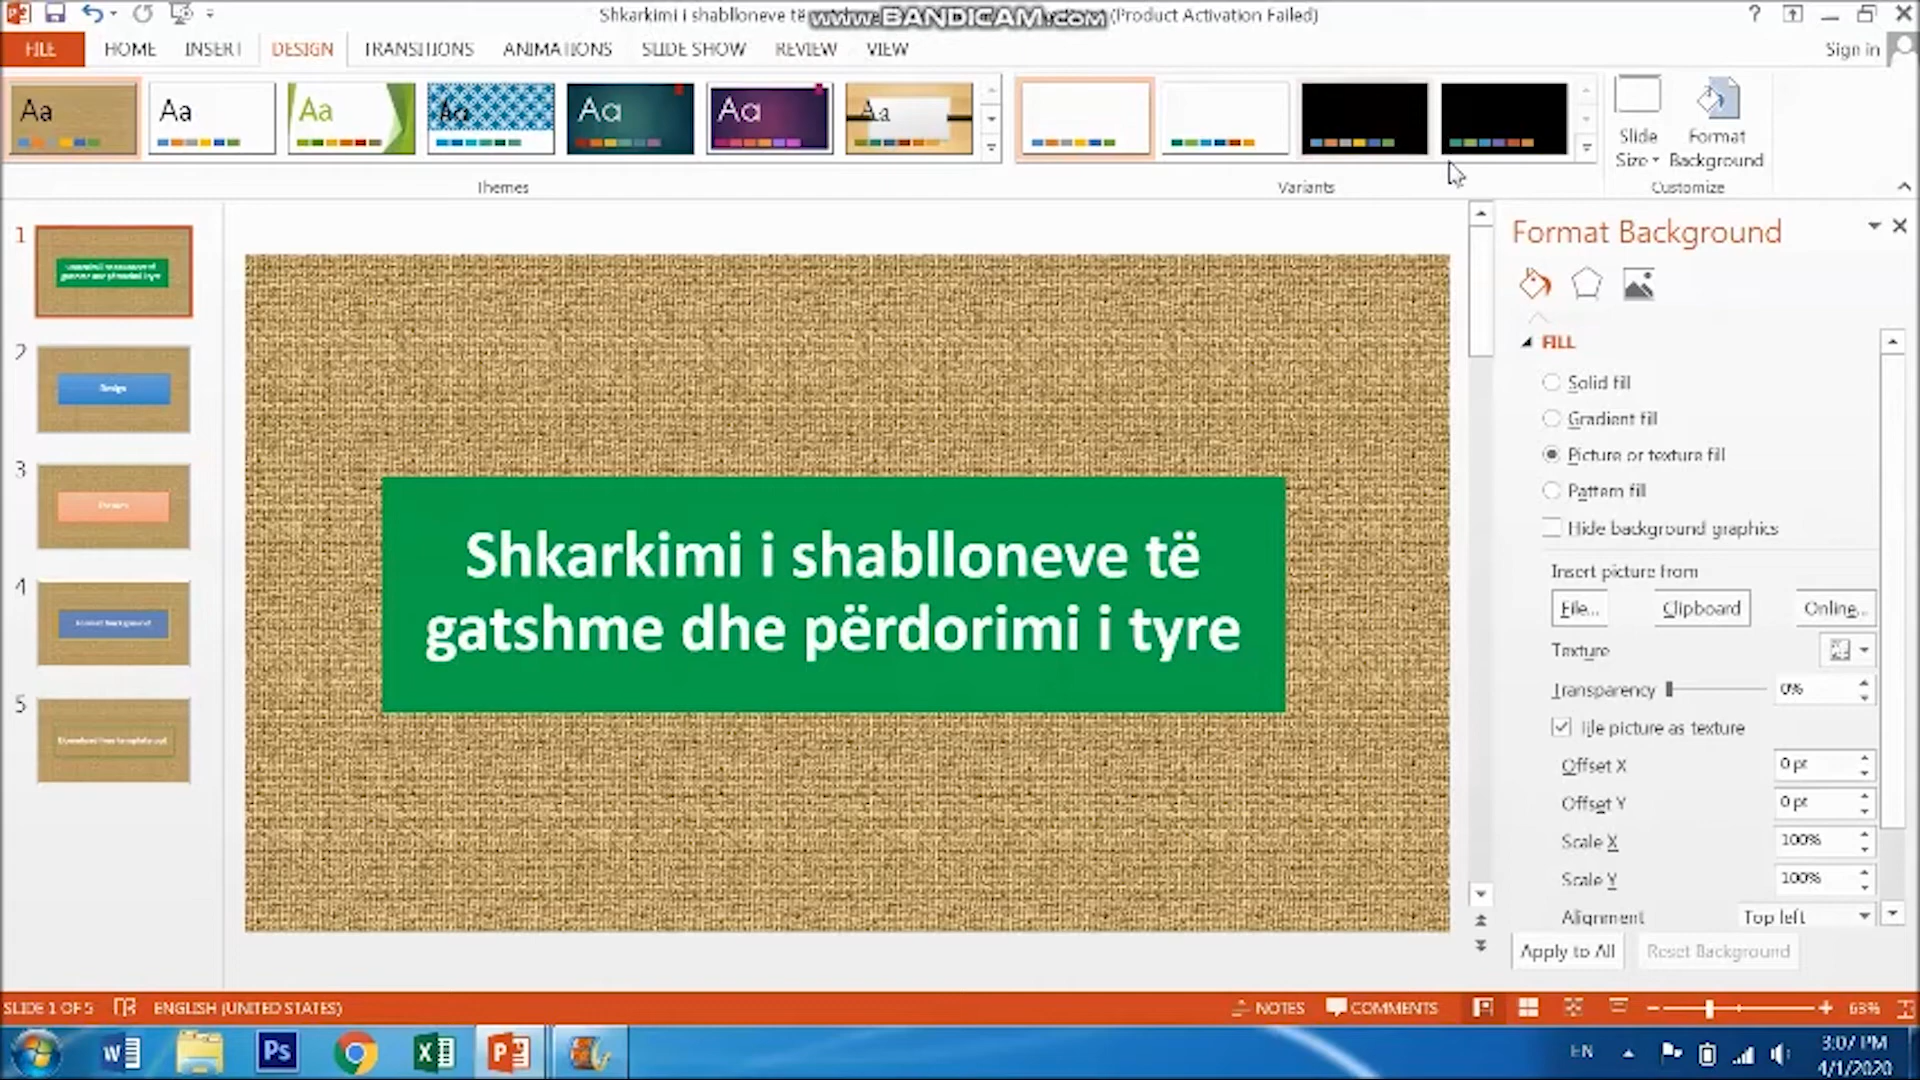 Shkarkimi i shablloneve të
www.BANDICAM.com
(Product Activation Failed)
FILE HOME INSERT DESIGN TRANSITIONS ANIMATIONS SLIDE SHOW REVIEW VIEW
Sign in
Aa Aa Aa Aa Aa Aa Aa
Slide Size
Format Background
Themes
Variants
Customize
1
2
Design
3
4
Format Background
5
Shkarkimi i shablloneve të
gatshme dhe përdorimi i tyre
Format Background
FILL
Solid fill
Gradient fill
Picture or texture fill
Pattern fill
Hide background graphics
Insert picture from
File... Clipboard Online...
Texture
Transparency 0%
Tile picture as texture
Offset X 0 pt
Offset Y 0 pt
Scale X 100%
Scale Y 100%
Alignment Top left
Apply to All Reset Background
SLIDE 1 OF 5 ENGLISH (UNITED STATES) NOTES COMMENTS 63%
Ps
EN
3:07 PM
4/1/2020